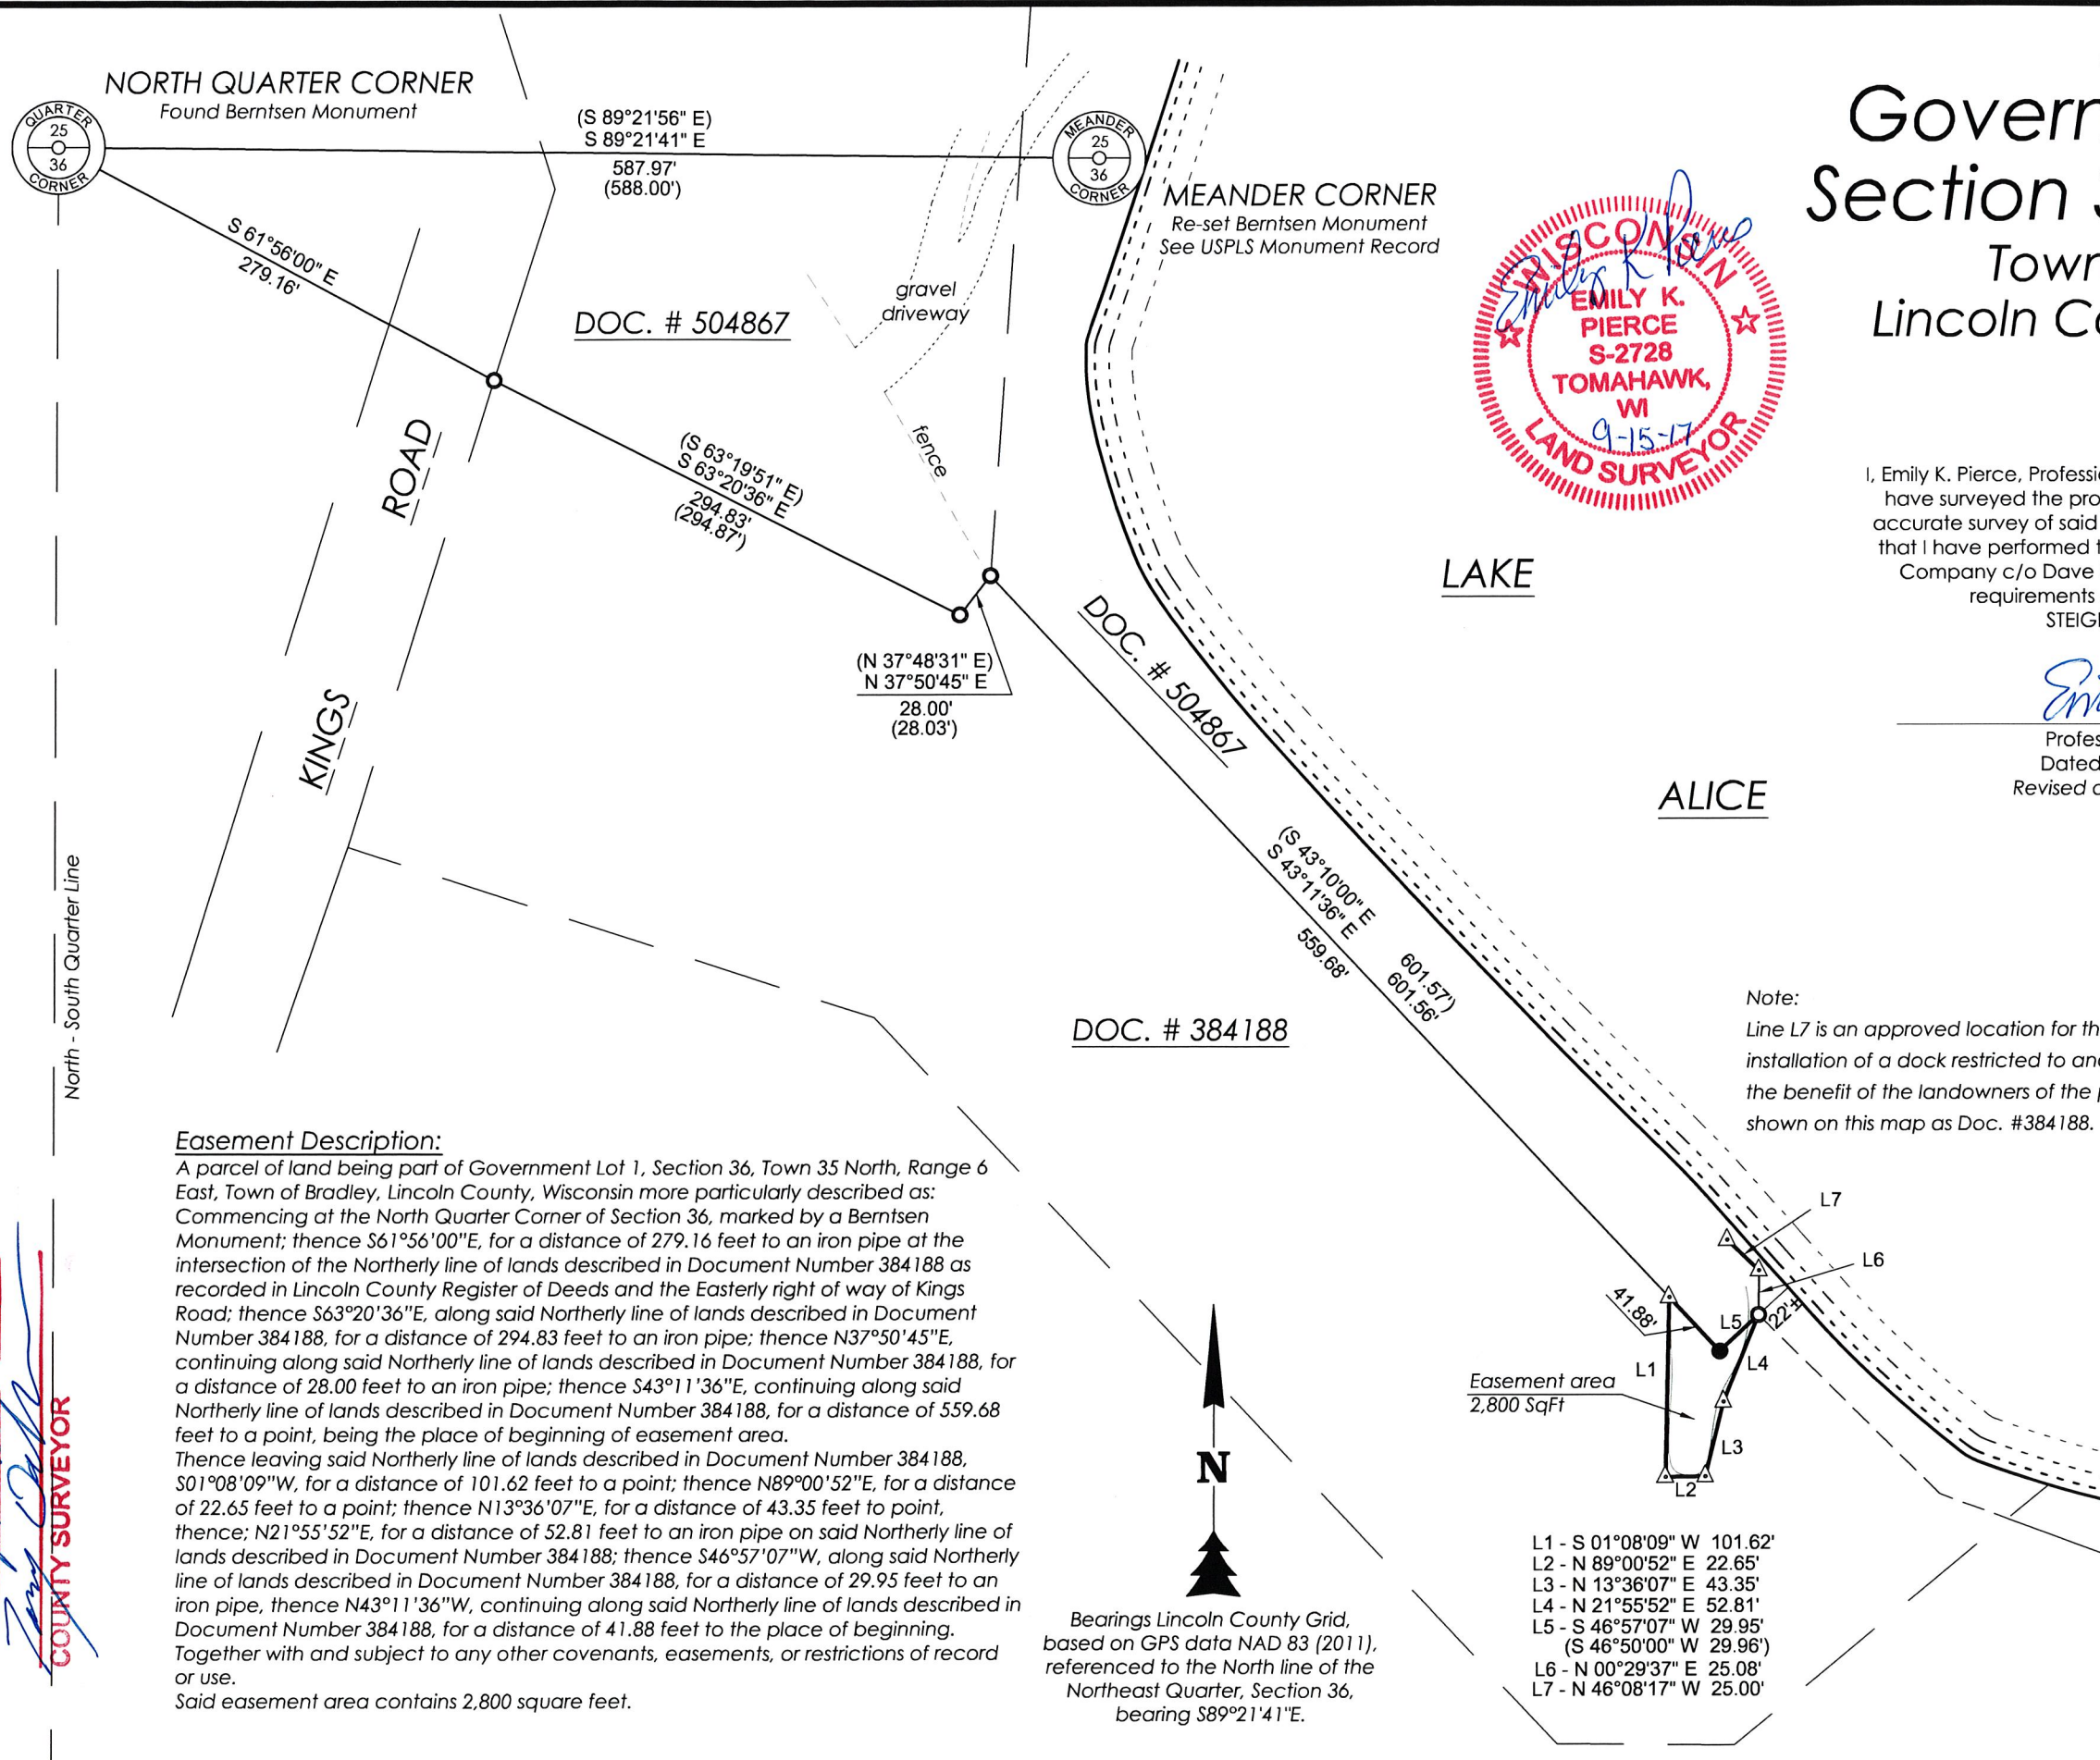 NORTH QUARTER CORNER
Found Berntsen Monument
QUARTER
25
36
CORNER
(S 89°21'56" E)
S 89°21'41" E
587.97'
(588.00')
MEANDER
25
36
CORNER
MEANDER CORNER
Re-set Berntsen Monument
See USPLS Monument Record
S 61°56'00" E
279.16'
DOC. # 504867
gravel
driveway
fence
KINGS
ROAD
(S 63°19'51" E)
S 63°20'36" E
294.83'
(294.87')
(N 37°48'31" E)
N 37°50'45" E
28.00'
(28.03')
DOC. # 504867
LAKE
ALICE
(S 43°10'00" E
S 43°11'36" E
601.57')
601.56'
559.68'
DOC. # 384188
North - South Quarter Line
WISCONSIN
EMILY K.
PIERCE
S-2728
TOMAHAWK,
WI
9-15-17
LAND SURVEYOR
Emily K Pierce
Govern
Section
Town
Lincoln Co
I, Emily K. Pierce, Professi
have surveyed the pro
accurate survey of said
that I have performed t
Company c/o Dave
requirements
STEIG
Profes
Dated
Revised
Note:
Line L7 is an approved location for th
installation of a dock restricted to an
the benefit of the landowners of the
shown on this map as Doc. #384188.
L7
L6
41.88'
L5
22'±
L1
L4
Easement area
2,800 SqFt
L3
L2
L1 - S 01°08'09" W 101.62'
L2 - N 89°00'52" E 22.65'
L3 - N 13°36'07" E 43.35'
L4 - N 21°55'52" E 52.81'
L5 - S 46°57'07" W 29.95'
(S 46°50'00" W 29.96')
L6 - N 00°29'37" E 25.08'
L7 - N 46°08'17" W 25.00'
Easement Description:
A parcel of land being part of Government Lot 1, Section 36, Town 35 North, Range 6
East, Town of Bradley, Lincoln County, Wisconsin more particularly described as:
Commencing at the North Quarter Corner of Section 36, marked by a Berntsen
Monument; thence S61°56'00"E, for a distance of 279.16 feet to an iron pipe at the
intersection of the Northerly line of lands described in Document Number 384188 as
recorded in Lincoln County Register of Deeds and the Easterly right of way of Kings
Road; thence S63°20'36"E, along said Northerly line of lands described in Document
Number 384188, for a distance of 294.83 feet to an iron pipe; thence N37°50'45"E,
continuing along said Northerly line of lands described in Document Number 384188, for
a distance of 28.00 feet to an iron pipe; thence S43°11'36"E, continuing along said
Northerly line of lands described in Document Number 384188, for a distance of 559.68
feet to a point, being the place of beginning of easement area.
Thence leaving said Northerly line of lands described in Document Number 384188,
S01°08'09"W, for a distance of 101.62 feet to a point; thence N89°00'52"E, for a distance
of 22.65 feet to a point; thence N13°36'07"E, for a distance of 43.35 feet to point,
thence; N21°55'52"E, for a distance of 52.81 feet to an iron pipe on said Northerly line of
lands described in Document Number 384188; thence S46°57'07"W, along said Northerly
line of lands described in Document Number 384188, for a distance of 29.95 feet to an
iron pipe, thence N43°11'36"W, continuing along said Northerly line of lands described in
Document Number 384188, for a distance of 41.88 feet to the place of beginning.
Together with and subject to any other covenants, easements, or restrictions of record
or use.
Said easement area contains 2,800 square feet.
COUNTY SURVEYOR
N
Bearings Lincoln County Grid,
based on GPS data NAD 83 (2011),
referenced to the North line of the
Northeast Quarter, Section 36,
bearing S89°21'41"E.